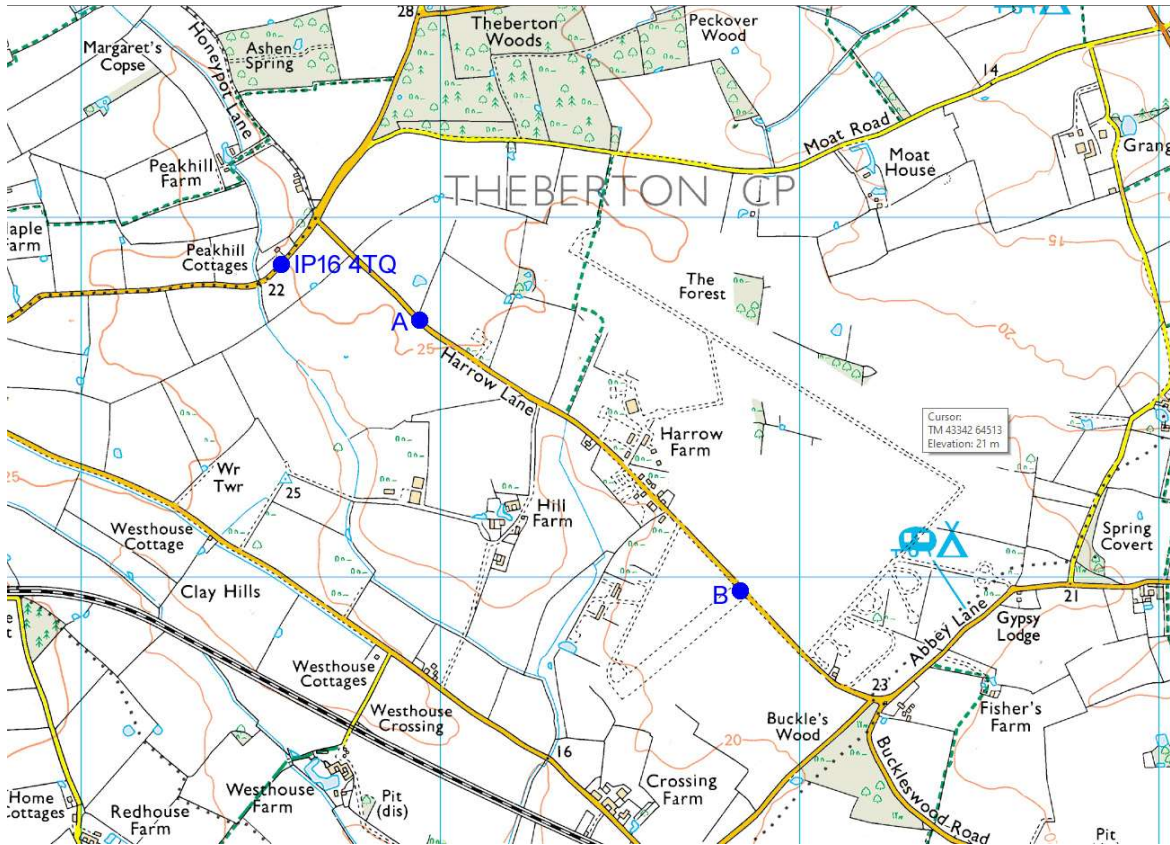 28
Theberton
Woods
Peckover
Wood
Margaret's
Copse
Ashen
Spring
Honeypot Lane
14
Moat Road
Peakhill
Farm
Moat
House
Grang
THEBERTON CP
aple
arm
15
Peakhill
Cottages
IP16 4TQ
22
The
Forest
A
25
Harrow Lane
20
Cursor:
TM 43342 64513
Elevation: 21 m
Harrow
Farm
25
Wr
Twr
25
Hill
Farm
Westhouse
Cottage
Spring
Covert
Clay Hills
B
Abbey Lane
21
Gypsy
Lodge
Westhouse
Cottages
23
Westhouse
Crossing
Buckle's
Wood
Fisher's
Farm
16
20
Buckleswood Road
Crossing
Farm
Home
Cottages
Redhouse
Farm
Westhouse
Farm
Pit
(dis)
Pit